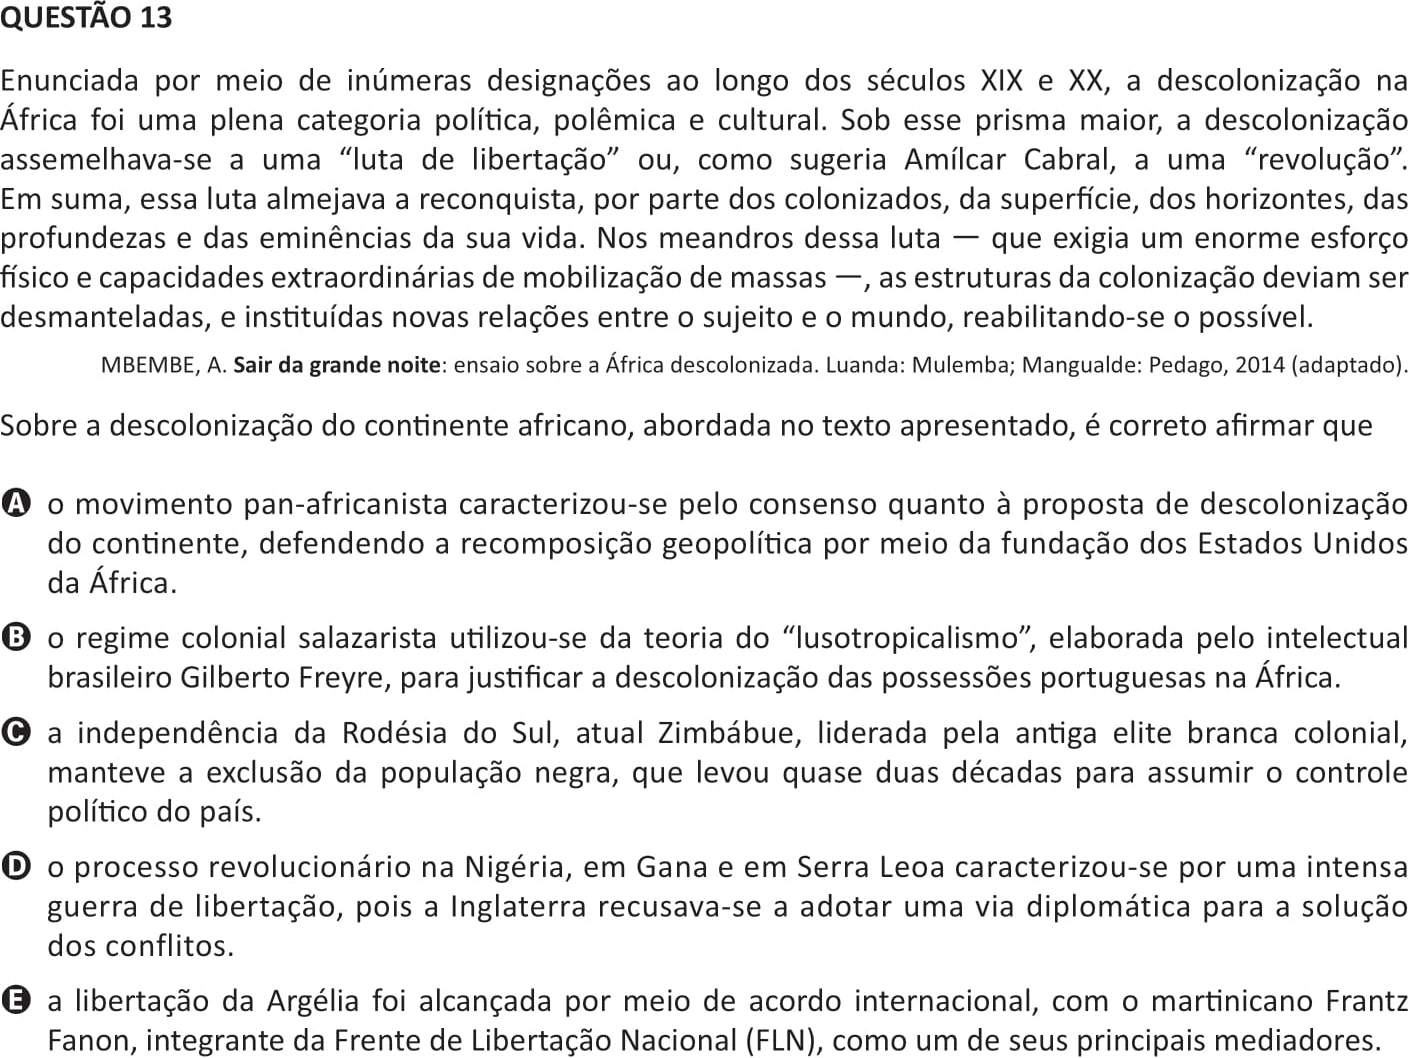 QUESTÃO 13
Enunciada por meio de inúmeras designações ao longo dos séculos XIX e XX, a descolonização na
África foi uma plena categoria política, polêmica e cultural. Sob esse prisma maior, a descolonização
assemelhava-se a uma “luta de libertação” ou, como sugeria Amílcar Cabral, a uma “revolução”.
Em suma, essa luta almejava a reconquista, por parte dos colonizados, da superfície, dos horizontes, das
profundezas e das eminências da sua vida. Nos meandros dessa luta — que exigia um enorme esforço
físico e capacidades extraordinárias de mobilização de massas —, as estruturas da colonização deviam ser
desmanteladas, e instituídas novas relações entre o sujeito e o mundo, reabilitando-se o possível.
MBEMBE, A. Sair da grande noite: ensaio sobre a África descolonizada. Luanda: Mulemba; Mangualde: Pedago, 2014 (adaptado).
Sobre a descolonização do continente africano, abordada no texto apresentado, é correto afirmar que
A o movimento pan-africanista caracterizou-se pelo consenso quanto à proposta de descolonização
do continente, defendendo a recomposição geopolítica por meio da fundação dos Estados Unidos
da África.
B o regime colonial salazarista utilizou-se da teoria do “lusotropicalismo”, elaborada pelo intelectual
brasileiro Gilberto Freyre, para justificar a descolonização das possessões portuguesas na África.
C a independência da Rodésia do Sul, atual Zimbábue, liderada pela antiga elite branca colonial,
manteve a exclusão da população negra, que levou quase duas décadas para assumir o controle
político do país.
D o processo revolucionário na Nigéria, em Gana e em Serra Leoa caracterizou-se por uma intensa
guerra de libertação, pois a Inglaterra recusava-se a adotar uma via diplomática para a solução
dos conflitos.
E a libertação da Argélia foi alcançada por meio de acordo internacional, com o martinicano Frantz
Fanon, integrante da Frente de Libertação Nacional (FLN), como um de seus principais mediadores.